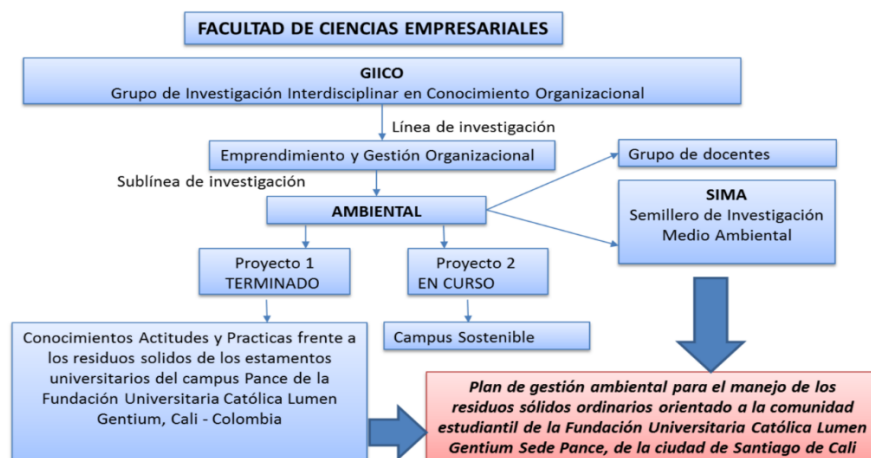 FACULTAD DE CIENCIAS EMPRESARIALES
GIICO
Grupo de Investigación Interdisciplinar en Conocimiento Organizacional
Línea de investigación
Emprendimiento y Gestión Organizacional
Grupo de docentes
Sublínea de investigación
AMBIENTAL
SIMA
Semillero de Investigación
Medio Ambiental
Proyecto 1
TERMINADO
Proyecto 2
EN CURSO
Conocimientos Actitudes y Practicas frente a
los residuos solidos de los estamentos
universitarios del campus Pance de la
Fundación Universitaria Católica Lumen
Gentium, Cali - Colombia
Campus Sostenible
Plan de gestión ambiental para el manejo de los
residuos sólidos ordinarios orientado a la comunidad
estudiantil de la Fundación Universitaria Católica Lumen
Gentium Sede Pance, de la ciudad de Santiago de Cali